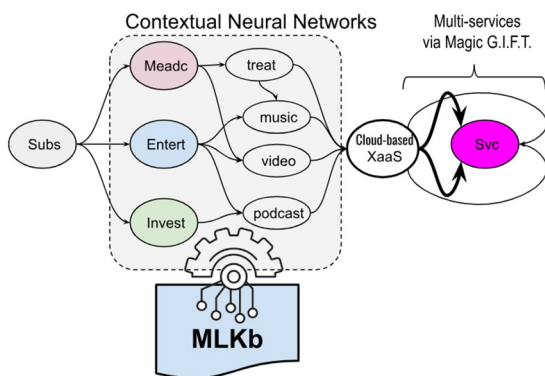 Contextual Neural Networks
Multi-services
via Magic G.I.F.T.
Meadc
treat
music
Subs
Entert
video
Cloud-based
XaaS
Svc
Invest
podcast
MLKb